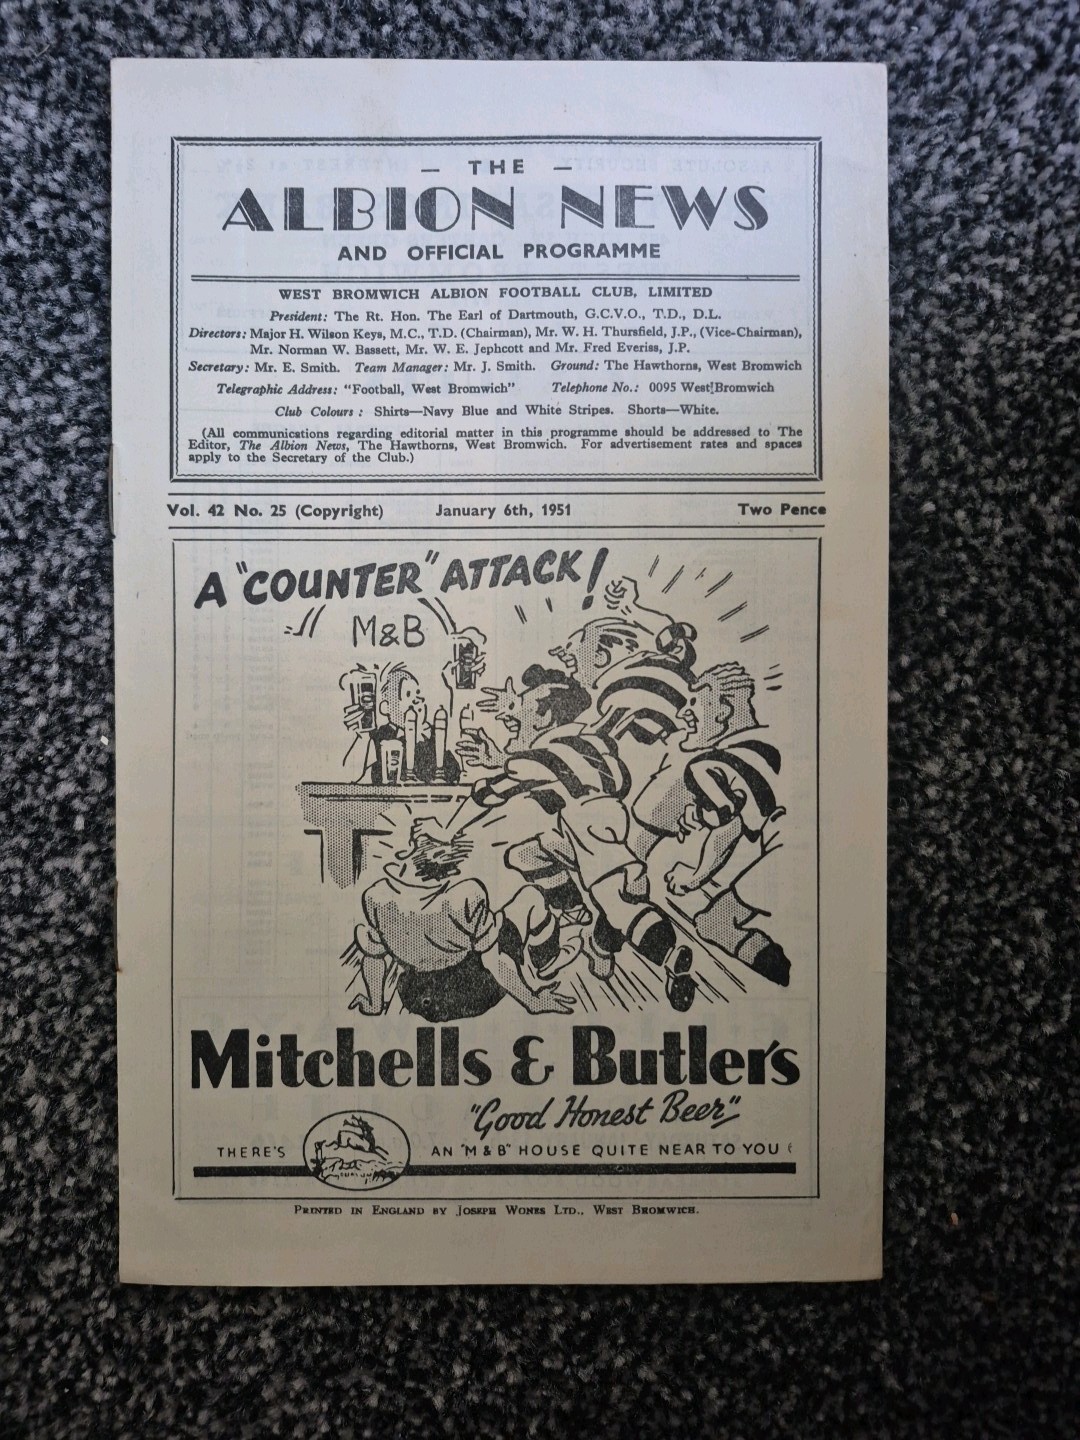 — THE —
ALBION NEWS
AND OFFICIAL PROGRAMME
WEST BROMWICH ALBION FOOTBALL CLUB, LIMITED
President: The Rt. Hon. The Earl of Dartmouth, G.C.V.O., T.D., D.L.
Directors: Major H. Wilson Keys, M.C., T.D. (Chairman), Mr. W. H. Thursfield, J.P., (Vice-Chairman),
Mr. Norman W. Bassett, Mr. W. E. Jephcott and Mr. Fred Everiss, J.P.
Secretary: Mr. E. Smith. Team Manager: Mr. J. Smith. Ground: The Hawthorns, West Bromwich
Telegraphic Address: "Football, West Bromwich" Telephone No.: 0095 West Bromwich
Club Colours: Shirts—Navy Blue and White Stripes. Shorts—White.
(All communications regarding editorial matter in this programme should be addressed to The
Editor, The Albion News, The Hawthorns, West Bromwich. For advertisement rates and spaces
apply to the Secretary of the Club.)
Vol. 42 No. 25 (Copyright) January 6th, 1951 Two Pence
A "COUNTER" ATTACK!
M&B
Mitchells & Butler's
"Good Honest Beer"
THERE'S AN "M & B" HOUSE QUITE NEAR TO YOU
PRINTED IN ENGLAND BY JOSEPH WONES LTD., WEST BROMWICH.